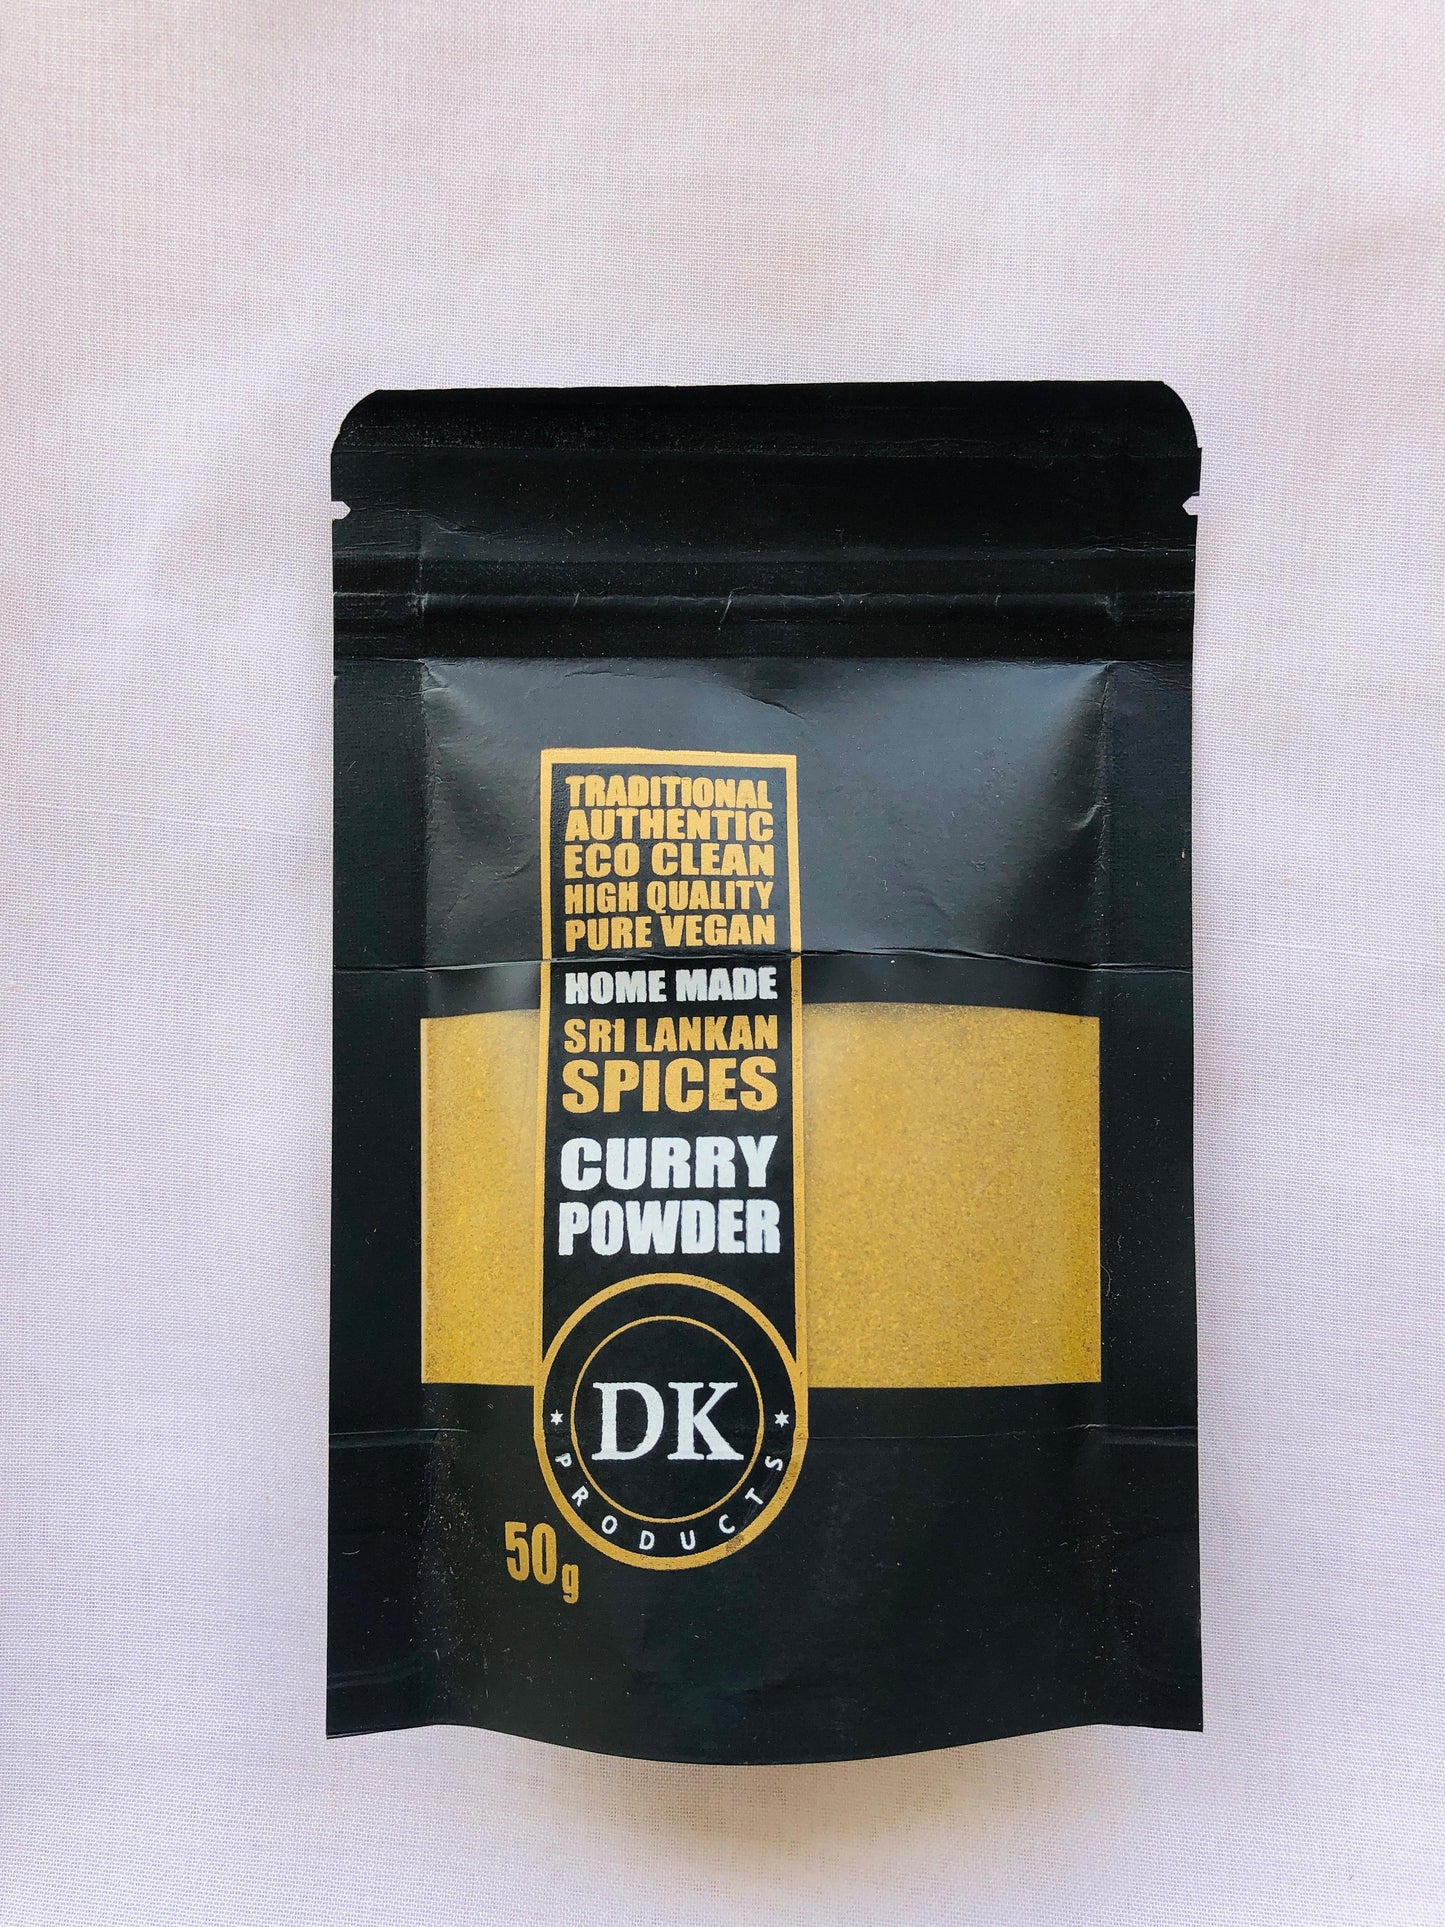 TRADITIONAL
AUTHENTIC
ECO CLEAN
HIGH QUALITY
PURE VEGAN
HOME MADE
SRI LANKAN
SPICES
CURRY
POWDER
DK
PRODUCTS
50g